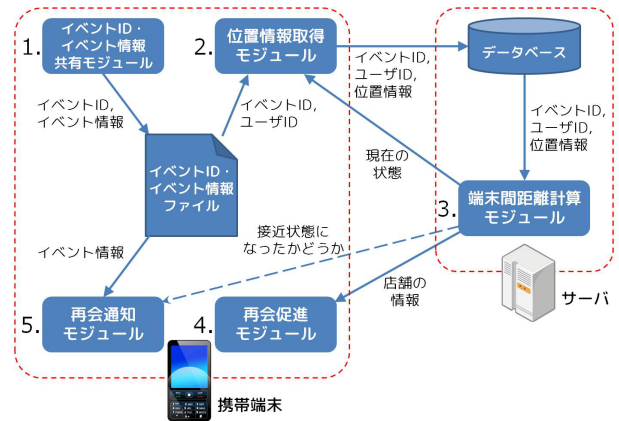 1.
イベントID・
イベント情報
共有モジュール
2.
位置情報取得
モジュール
イベントID,
ユーザID,
位置情報
データベース
イベントID,
イベント情報
イベントID,
ユーザID
イベントID,
ユーザID,
位置情報
現在の
状態
イベントID・
イベント情報
ファイル
3.
端末間距離計算
モジュール
イベント情報
接近状態に
なったかどうか
店舗の
情報
サーバ
5.
再会通知
モジュール
4.
再会促進
モジュール
携帯端末